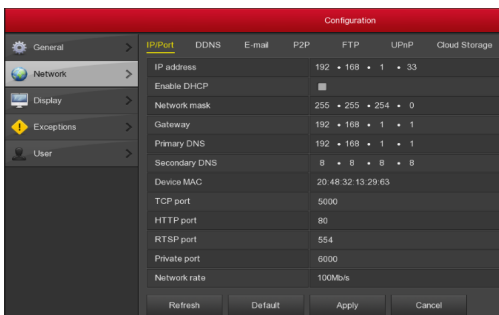 Configuration
General
Network
Display
Exceptions
User
IP/Port DDNS E-mail P2P FTP UPnP Cloud Storage
IP address 192 • 168 • 1 • 33
Enable DHCP
Network mask 255 • 255 • 254 • 0
Gateway 192 • 168 • 1 • 1
Primary DNS 192 • 168 • 1 • 1
Secondary DNS 8 • 8 • 8 • 8
Device MAC 20:48:32:13:29:63
TCP port 5000
HTTP port 80
RTSP port 554
Private port 6000
Network rate 100Mb/s
Refresh Default Apply Cancel